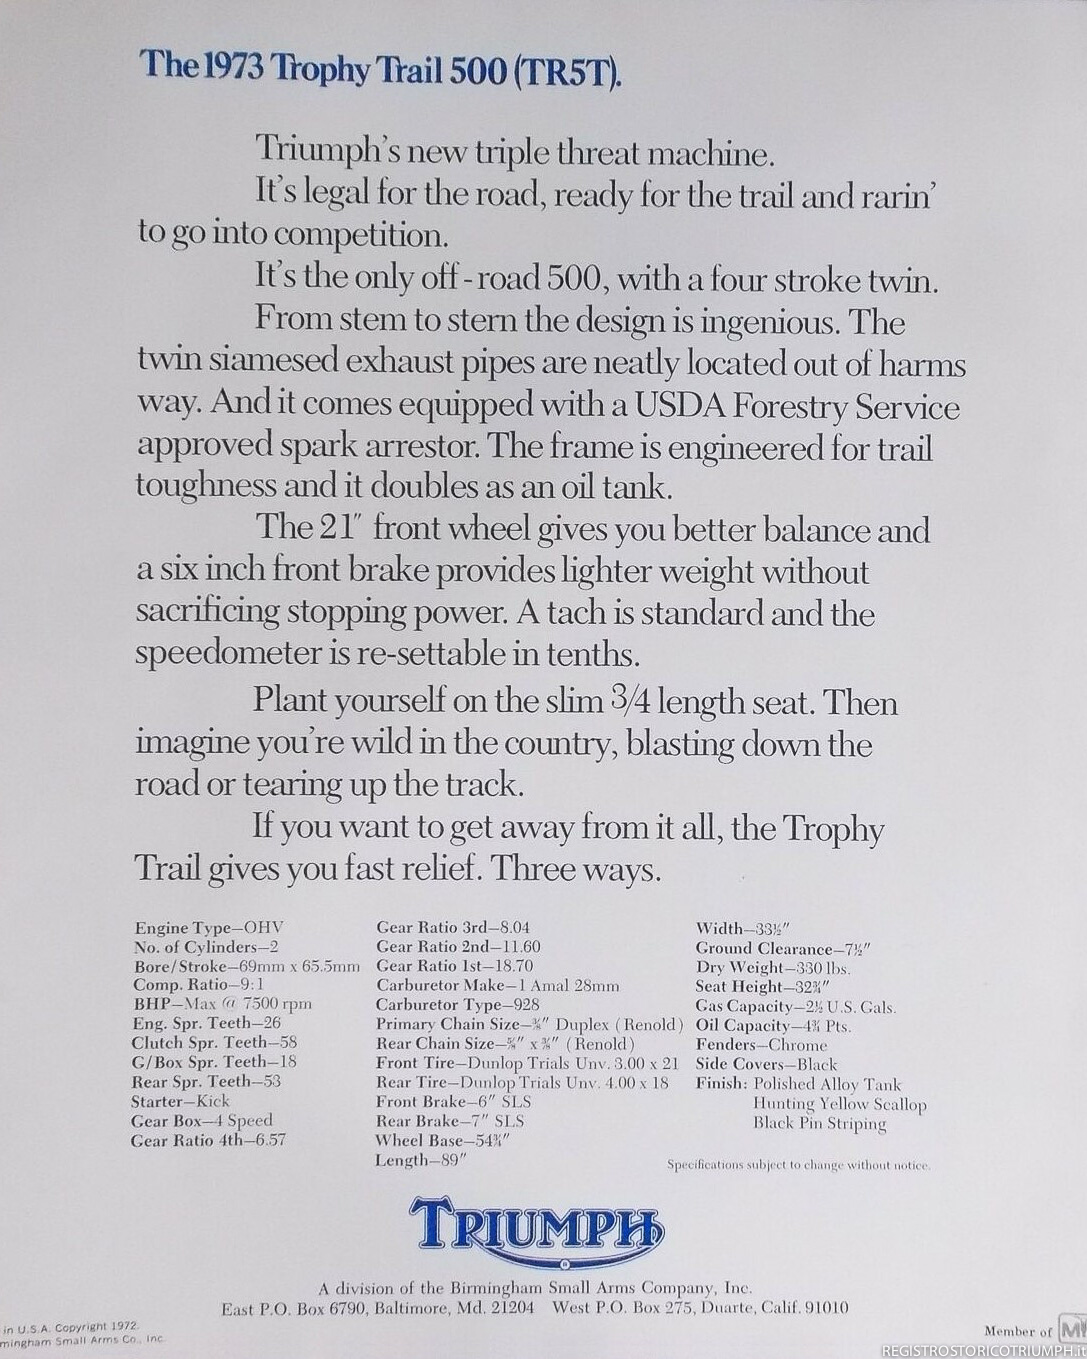 The 1973 Trophy Trail 500 (TR5T).
Triumph's new triple threat machine.
It's legal for the road, ready for the trail and rarin'
to go into competition.
It's the only off-road 500, with a four stroke twin.
From stem to stern the design is ingenious. The
twin siamesed exhaust pipes are neatly located out of harms
way. And it comes equipped with a USDA Forestry Service
approved spark arrestor. The frame is engineered for trail
toughness and it doubles as an oil tank.
The 21" front wheel gives you better balance and
a six inch front brake provides lighter weight without
sacrificing stopping power. A tach is standard and the
speedometer is re-settable in tenths.
Plant yourself on the slim 3/4 length seat. Then
imagine you're wild in the country, blasting down the
road or tearing up the track.
If you want to get away from it all, the Trophy
Trail gives you fast relief. Three ways.
Engine Type—OHV
No. of Cylinders—2
Bore/Stroke—69mm x 65.5mm
Comp. Ratio—9:1
BHP—Max @ 7500 rpm
Eng. Spr. Teeth—26
Clutch Spr. Teeth—58
G/Box Spr. Teeth—18
Rear Spr. Teeth—53
Starter—Kick
Gear Box—4 Speed
Gear Ratio 4th—6.57
Gear Ratio 3rd—8.04
Gear Ratio 2nd—11.60
Gear Ratio 1st—18.70
Carburetor Make—1 Amal 28mm
Carburetor Type—928
Primary Chain Size—⅜" Duplex (Renold)
Rear Chain Size—⅝" x ⅜" (Renold)
Front Tire—Dunlop Trials Unv. 3.00 x 21
Rear Tire—Dunlop Trials Unv. 4.00 x 18
Front Brake—6" SLS
Rear Brake—7" SLS
Wheel Base—54¾"
Length—89"
Width—33½"
Ground Clearance—7½"
Dry Weight—330 lbs.
Seat Height—32¾"
Gas Capacity—2½ U.S. Gals.
Oil Capacity—4¾ Pts.
Fenders—Chrome
Side Covers—Black
Finish: Polished Alloy Tank
Hunting Yellow Scallop
Black Pin Striping
Specifications subject to change without notice.
TRIUMPH
A division of the Birmingham Small Arms Company, Inc.
East P.O. Box 6790, Baltimore, Md. 21204 West P.O. Box 275, Duarte, Calif. 91010
in U.S.A. Copyright 1972.
mingham Small Arms Co., Inc.
Member of
REGISTROSTORICOTRIUMPH.it